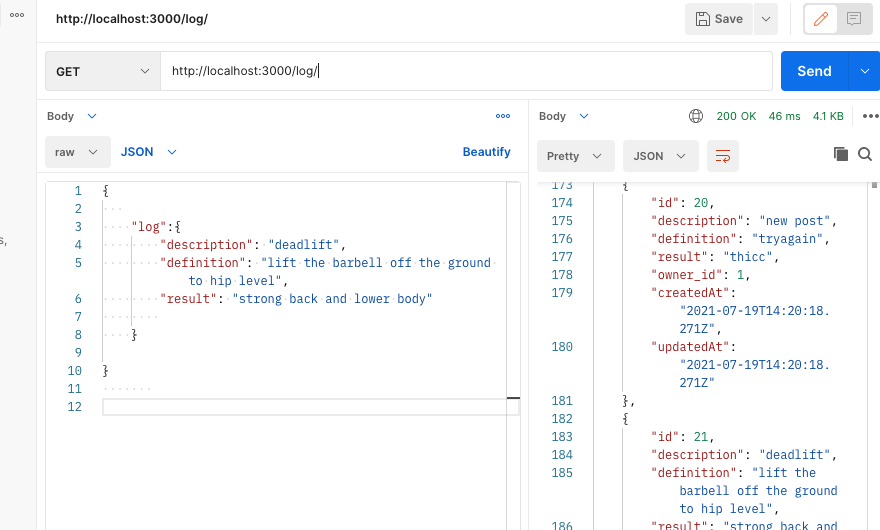 http://localhost:3000/log/
Save
GET
http://localhost:3000/log/
Send
Body
raw
JSON
Beautify
1 {
2
3 "log":{
4 "description": "deadlift",
5 "definition": "lift the barbell off the ground
to hip level",
6 "result": "strong back and lower body"
7
8 }
9
10 }
11
12
s,
Body
200 OK 46 ms 4.1 KB
Pretty
JSON
173 {
174 "id": 20,
175 "description": "new post",
176 "definition": "tryagain",
177 "result": "thicc",
178 "owner_id": 1,
179 "createdAt":
"2021-07-19T14:20:18.
271Z",
180 "updatedAt":
"2021-07-19T14:20:18.
271Z"
181 },
182 {
183 "id": 21,
184 "description": "deadlift",
185 "definition": "lift the
barbell off the ground
to hip level",
186 "result": "strong back and